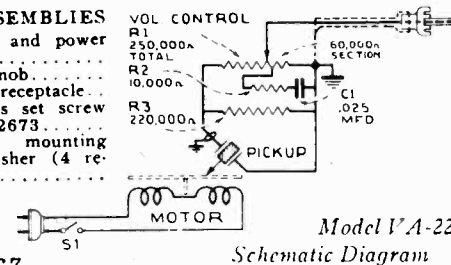 SEMBLIES
and power
nob......
receptacle..
s set screw
2673......
mounting
sher (4 re-
VOL CONTROL
R1
250,000Ω
TOTAL
R2
10,000Ω
R3
220,000Ω
60,000Ω
SECTION
C1
.025
MFD
PICKUP
MOTOR
S1
Model VA-22
Schematic Diagram